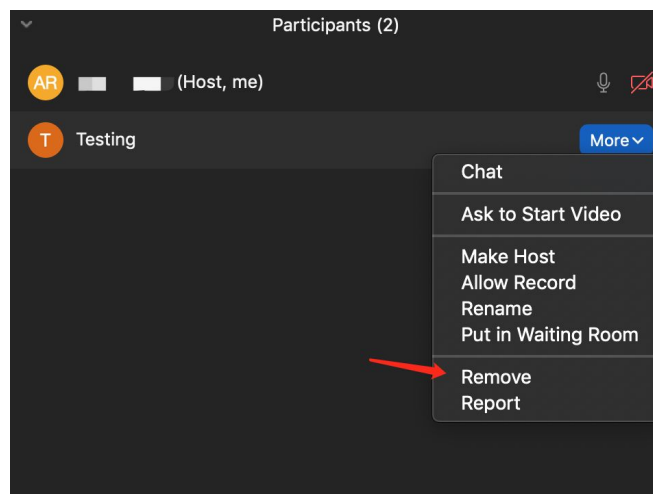 Participants (2)
AR (Host, me)
T Testing More
Chat
Ask to Start Video
Make Host
Allow Record
Rename
Put in Waiting Room
Remove
Report